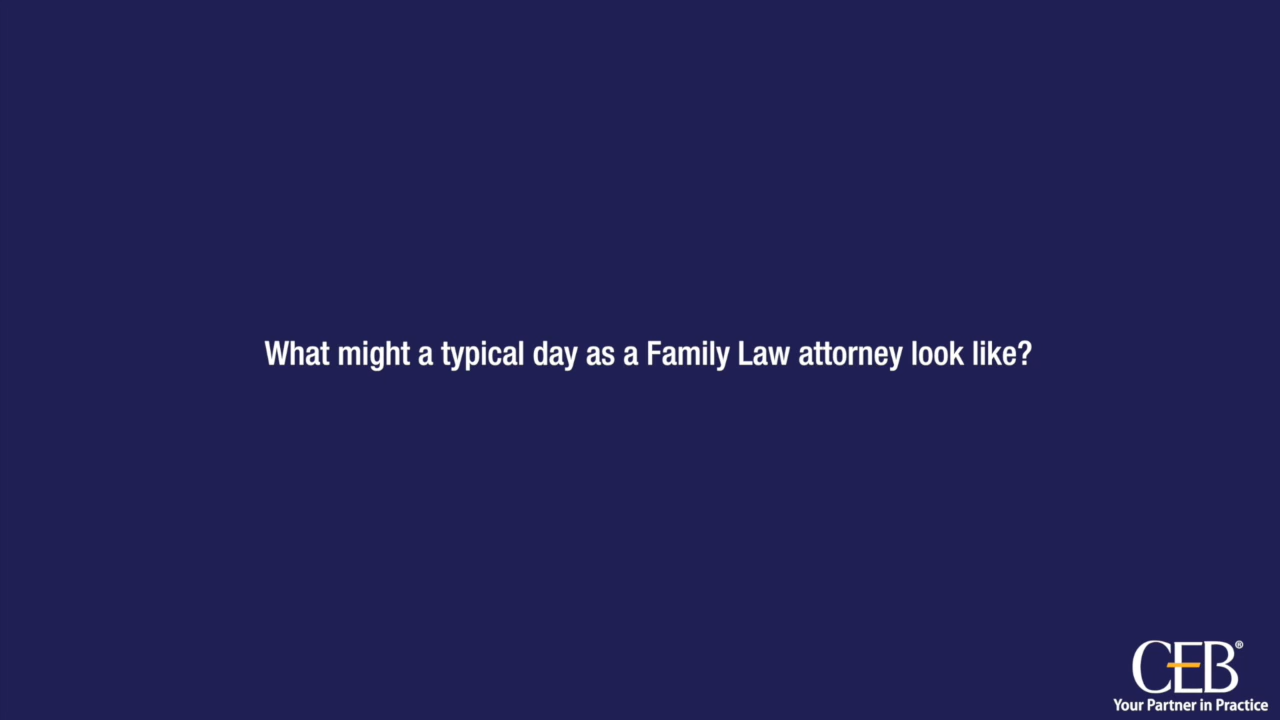 What might a typical day as a Family Law attorney look like?
CEB®
Your Partner in Practice